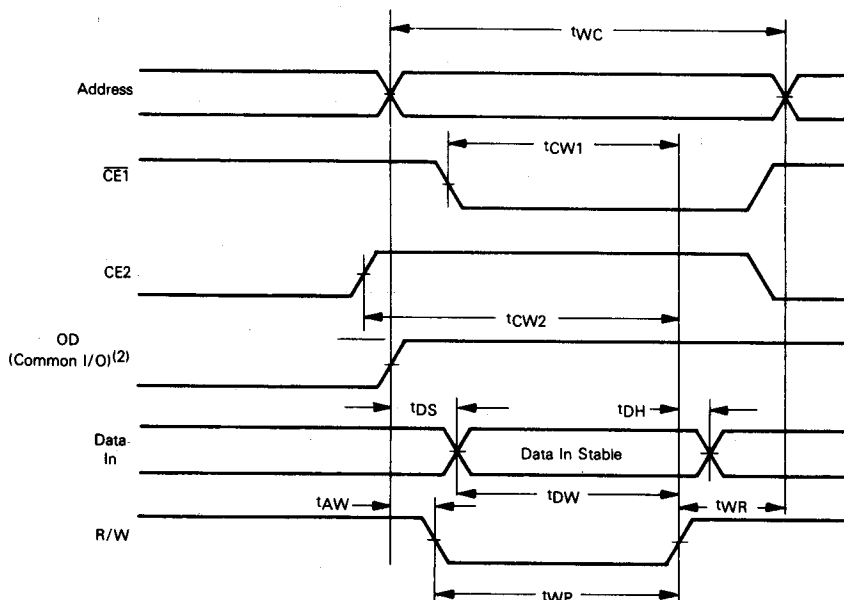 tWC
Address
tCW1
CE1
CE2
tCW2
OD
(Common I/O)(2)
tDS
tDH
Data
In
Data In Stable
tAW
tDW
tWR
R/W
tWP